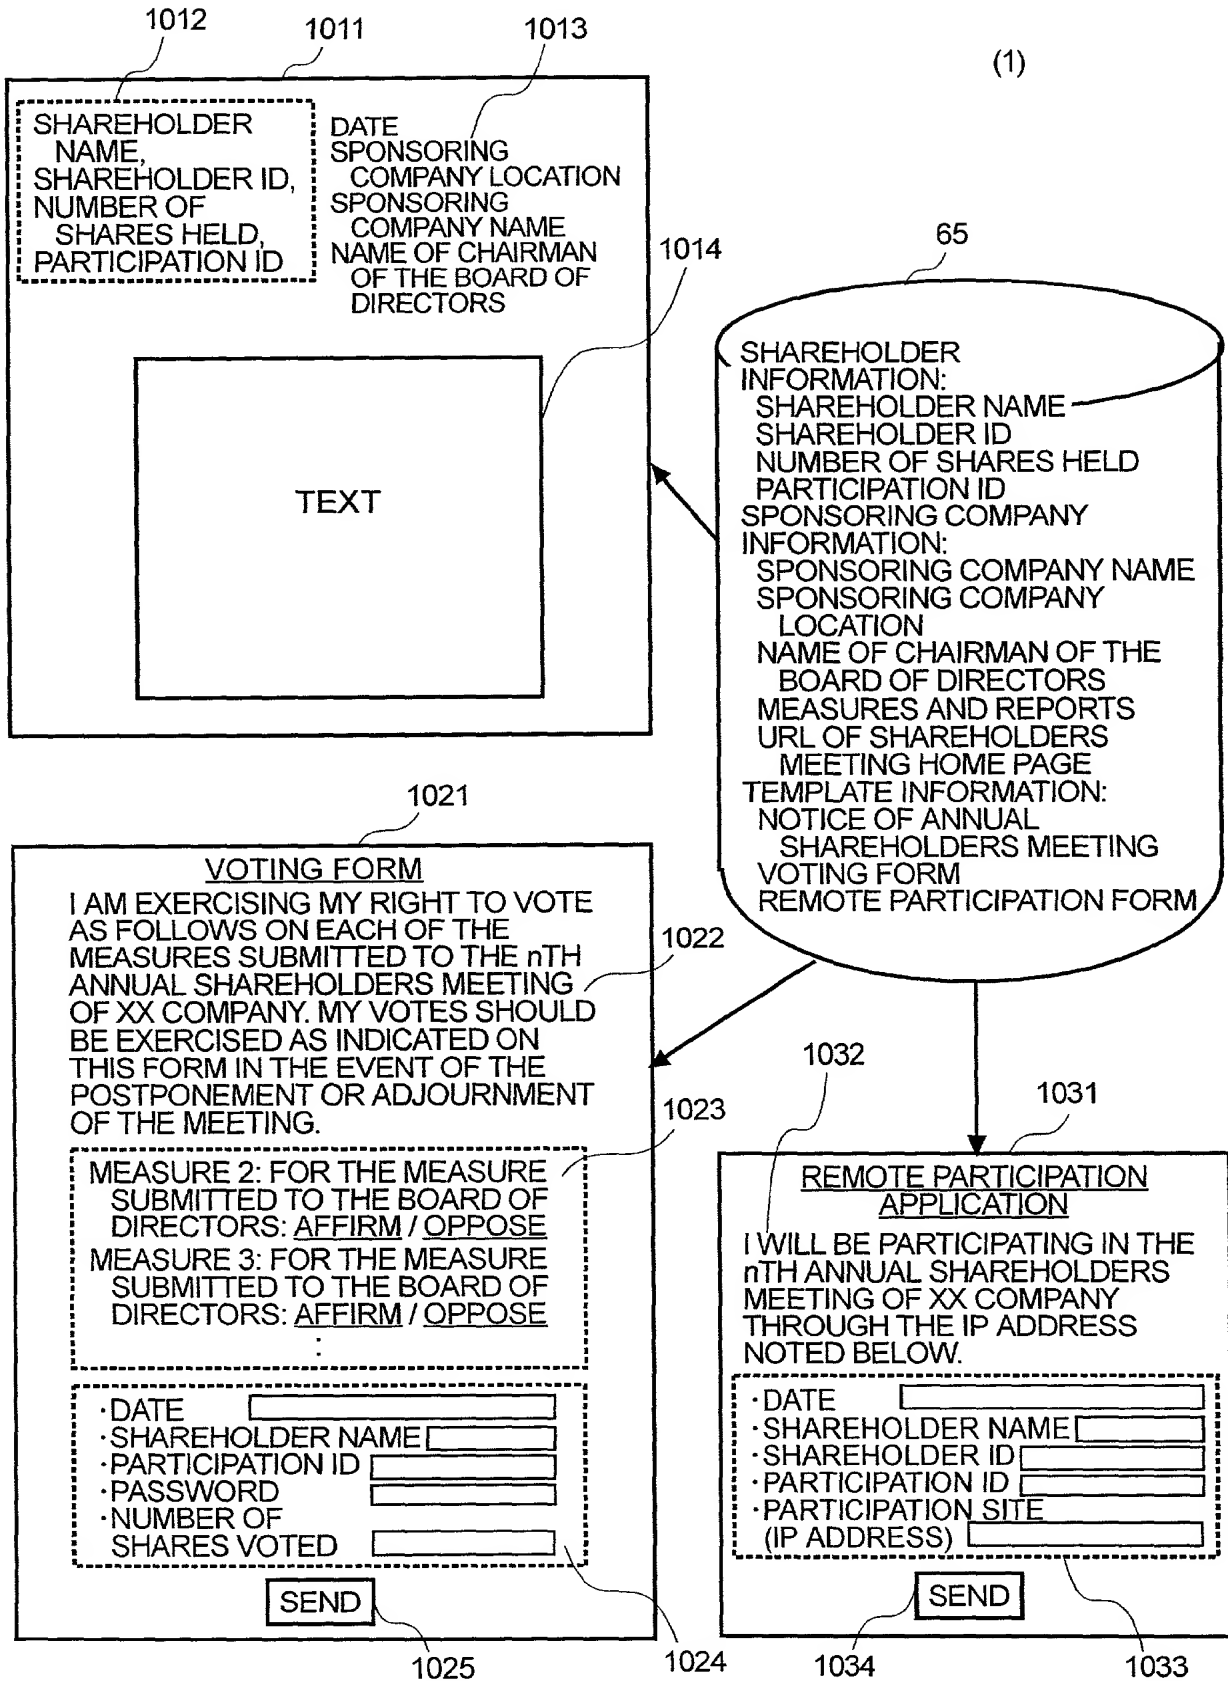 1012
1011
1013
(1)
SHAREHOLDER
NAME,
SHAREHOLDER ID,
NUMBER OF
SHARES HELD,
PARTICIPATION ID
DATE
SPONSORING
COMPANY LOCATION
SPONSORING
COMPANY NAME
NAME OF CHAIRMAN
OF THE BOARD OF
DIRECTORS
1014
TEXT
65
SHAREHOLDER
INFORMATION:
SHAREHOLDER NAME
SHAREHOLDER ID
NUMBER OF SHARES HELD
PARTICIPATION ID
SPONSORING COMPANY
INFORMATION:
SPONSORING COMPANY NAME
SPONSORING COMPANY
LOCATION
NAME OF CHAIRMAN OF THE
BOARD OF DIRECTORS
MEASURES AND REPORTS
URL OF SHAREHOLDERS
MEETING HOME PAGE
TEMPLATE INFORMATION:
NOTICE OF ANNUAL
SHAREHOLDERS MEETING
VOTING FORM
REMOTE PARTICIPATION FORM
1021
VOTING FORM
I AM EXERCISING MY RIGHT TO VOTE
AS FOLLOWS ON EACH OF THE
MEASURES SUBMITTED TO THE nTH
ANNUAL SHAREHOLDERS MEETING
OF XX COMPANY. MY VOTES SHOULD
BE EXERCISED AS INDICATED ON
THIS FORM IN THE EVENT OF THE
POSTPONEMENT OR ADJOURNMENT
OF THE MEETING.
1022
1023
MEASURE 2: FOR THE MEASURE
SUBMITTED TO THE BOARD OF
DIRECTORS: AFFIRM / OPPOSE
MEASURE 3: FOR THE MEASURE
SUBMITTED TO THE BOARD OF
DIRECTORS: AFFIRM / OPPOSE
:
·DATE
·SHAREHOLDER NAME
·PARTICIPATION ID
·PASSWORD
·NUMBER OF
SHARES VOTED
SEND
1025
1024
1032
1031
REMOTE PARTICIPATION
APPLICATION
I WILL BE PARTICIPATING IN THE
nTH ANNUAL SHAREHOLDERS
MEETING OF XX COMPANY
THROUGH THE IP ADDRESS
NOTED BELOW.
·DATE
·SHAREHOLDER NAME
·SHAREHOLDER ID
·PARTICIPATION ID
·PARTICIPATION SITE
(IP ADDRESS)
SEND
1034
1033